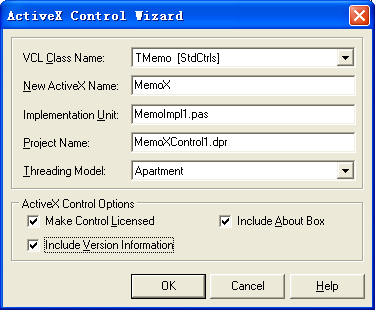 ActiveX Control Wizard
VCL Class Name: TMemo [StdCtrls]
New ActiveX Name: MemoX
Implementation Unit: MemoImpl1.pas
Project Name: MemoXControl1.dpr
Threading Model: Apartment
ActiveX Control Options
Make Control Licensed Include About Box
Include Version Information
OK Cancel Help